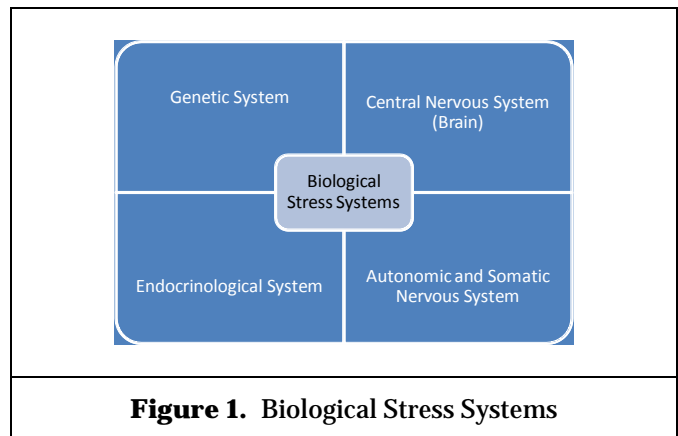 Genetic System
Central Nervous System
(Brain)
Biological
Stress Systems
Endocrinological System
Autonomic and Somatic
Nervous System
Figure 1. Biological Stress Systems